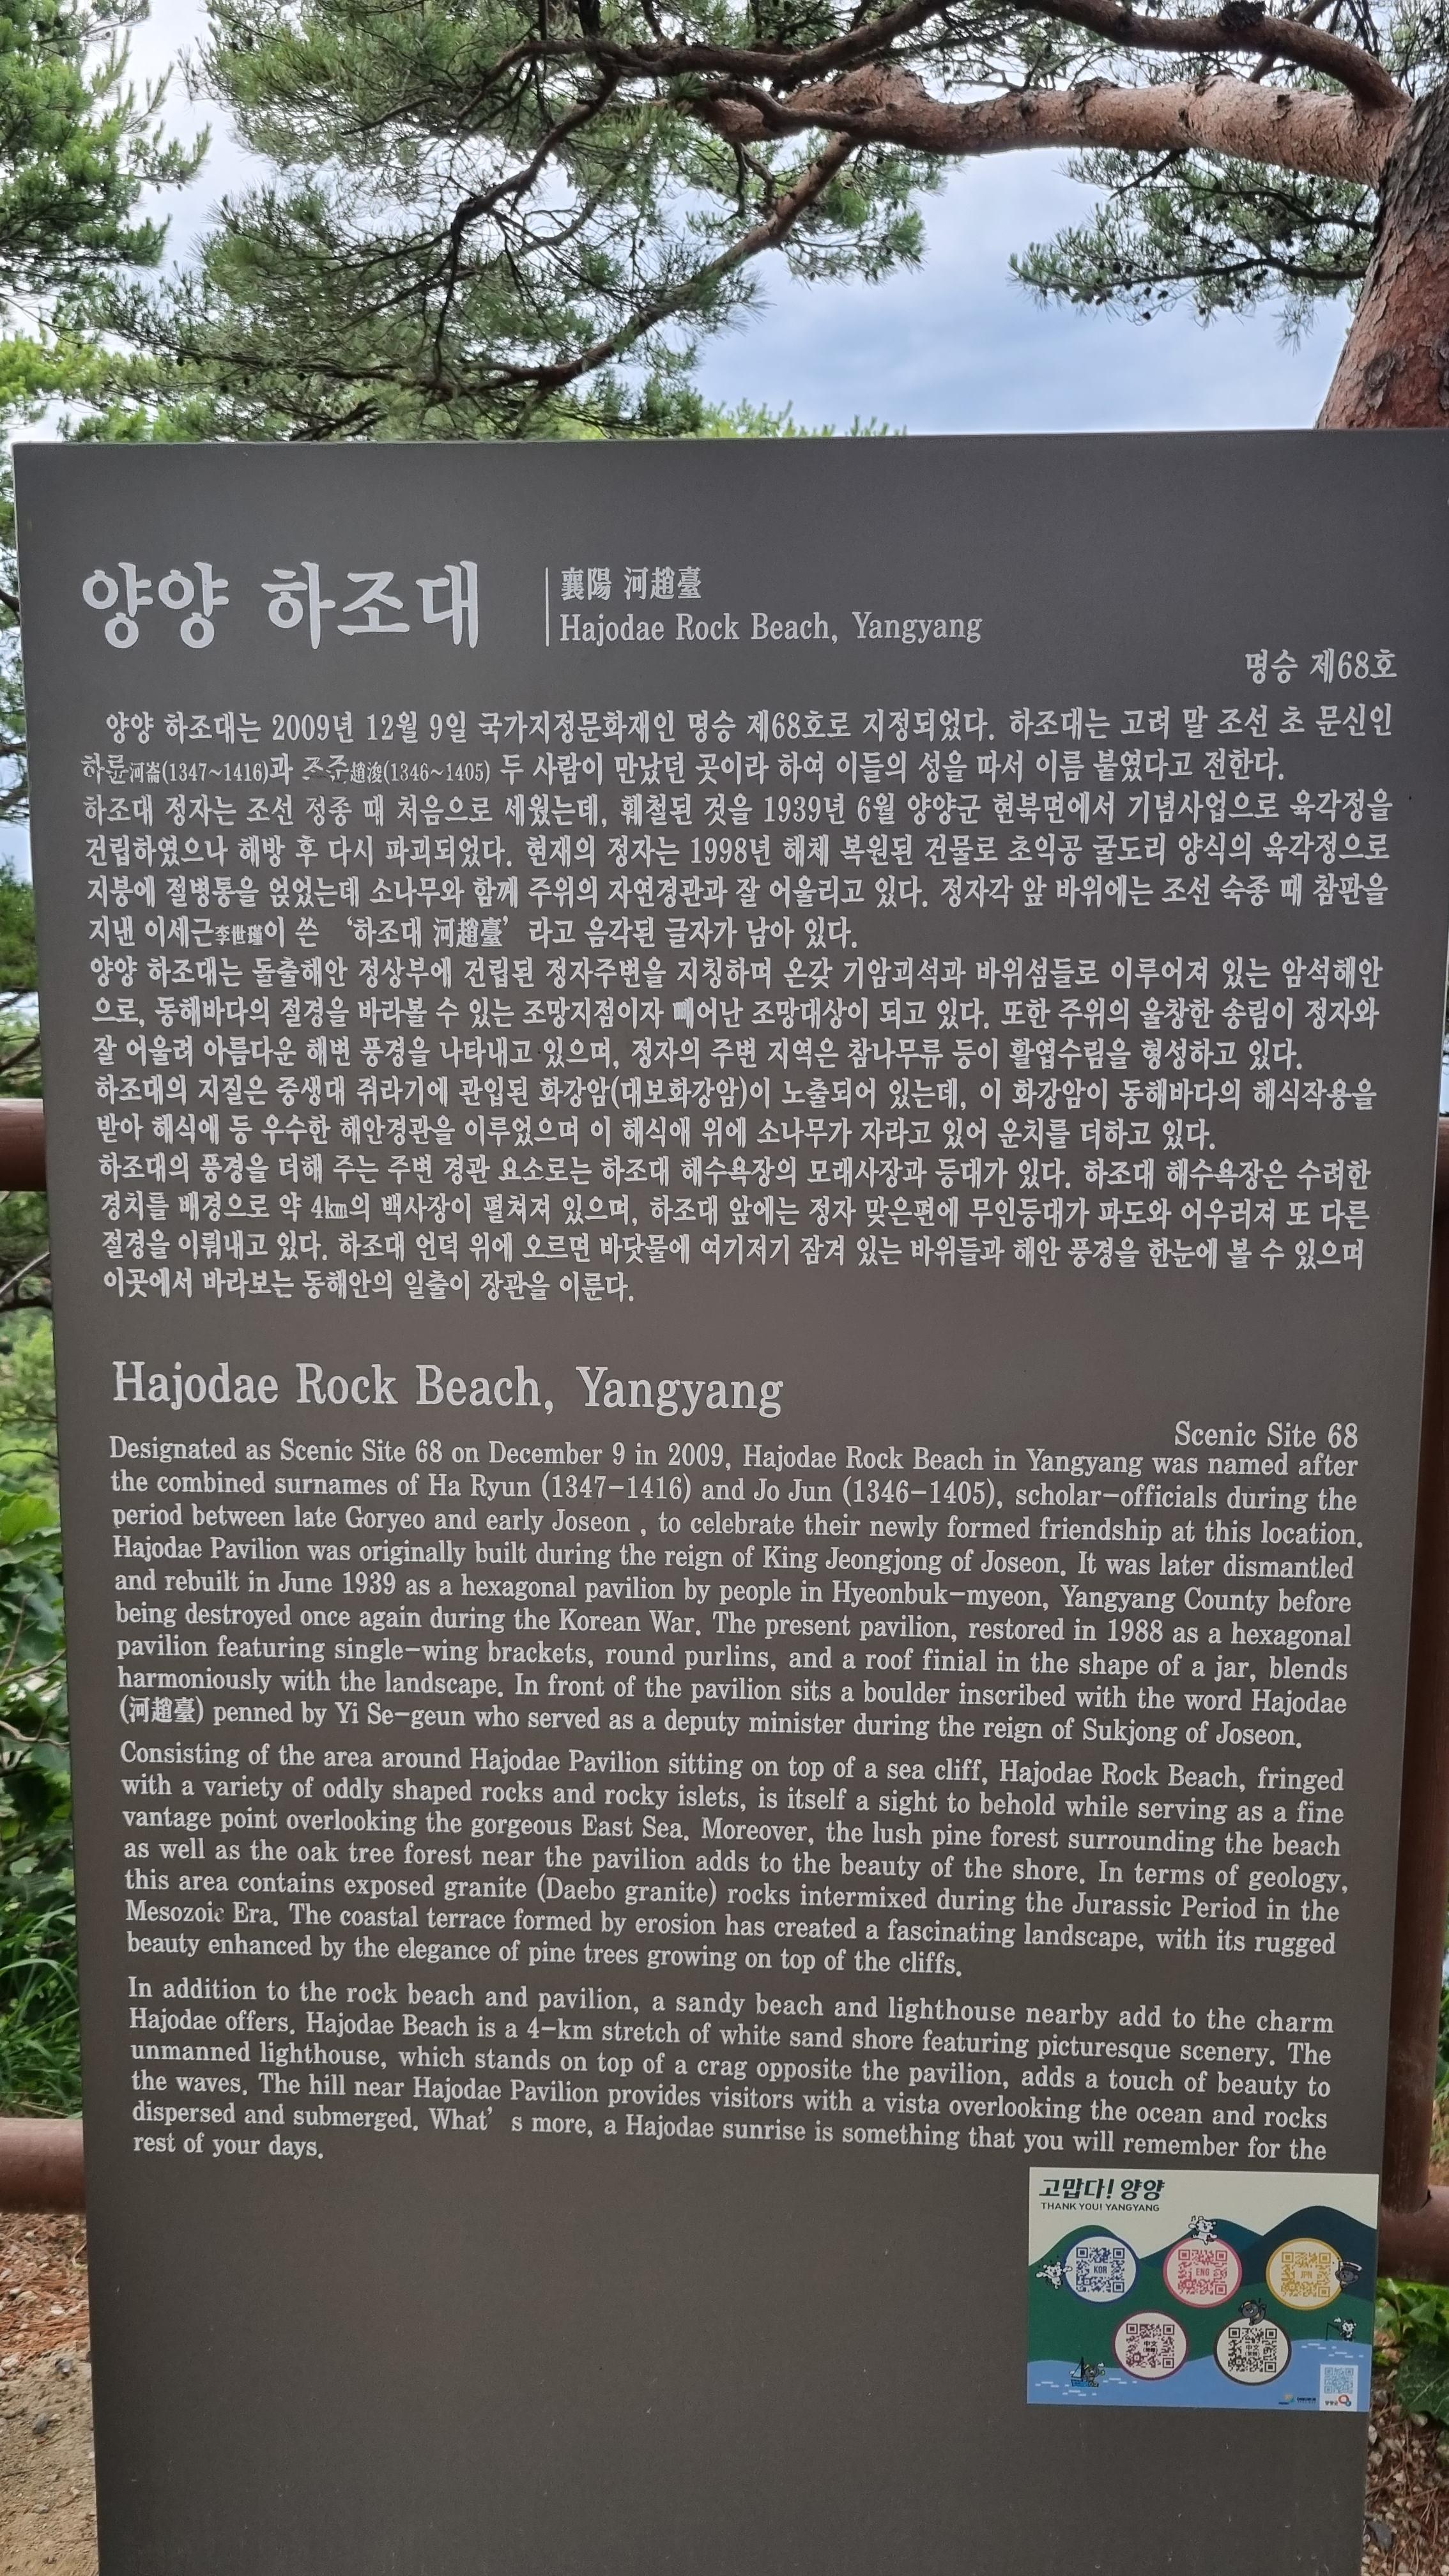 양양 하조대
襄陽 河趙臺
Hajodae Rock Beach, Yangyang
명승 제68호
양양 하조대는 2009년 12월 9일 국가지정문화재인 명승 제68호로 지정되었다. 하조대는 고려 말 조선 초 문신인
하륜河崙(1347~1416)과 조준趙浚(1346~1405) 두 사람이 만났던 곳이라 하여 이들의 성을 따서 이름 붙였다고 전한다.
하조대 정자는 조선 정종 때 처음으로 세웠는데, 훼철된 것을 1939년 6월 양양군 현북면에서 기념사업으로 육각정을
건립하였으나 해방 후 다시 파괴되었다. 현재의 정자는 1998년 해체 복원된 건물로 초익공 굴도리 양식의 육각정으로
지붕에 절병통을 얹었는데 소나무와 함께 주위의 자연경관과 잘 어울리고 있다. 정자각 앞 바위에는 조선 숙종 때 참판을
지낸 이세근李世瑾이 쓴 ‘하조대 河趙臺’라고 음각된 글자가 남아 있다.
양양 하조대는 돌출해안 정상부에 건립된 정자주변을 지칭하며 온갖 기암괴석과 바위섬들로 이루어져 있는 암석해안
으로, 동해바다의 절경을 바라볼 수 있는 조망지점이자 빼어난 조망대상이 되고 있다. 또한 주위의 울창한 송림이 정자와
잘 어울려 아름다운 해변 풍경을 나타내고 있으며, 정자의 주변 지역은 참나무류 등이 활엽수림을 형성하고 있다.
하조대의 지질은 중생대 쥐라기에 관입된 화강암(대보화강암)이 노출되어 있는데, 이 화강암이 동해바다의 해식작용을
받아 해식애 등 우수한 해안경관을 이루었으며 이 해식애 위에 소나무가 자라고 있어 운치를 더하고 있다.
하조대의 풍경을 더해 주는 주변 경관 요소로는 하조대 해수욕장의 모래사장과 등대가 있다. 하조대 해수욕장은 수려한
경치를 배경으로 약 4㎞의 백사장이 펼쳐져 있으며, 하조대 앞에는 정자 맞은편에 무인등대가 파도와 어우러져 또 다른
절경을 이뤄내고 있다. 하조대 언덕 위에 오르면 바닷물에 여기저기 잠겨 있는 바위들과 해안 풍경을 한눈에 볼 수 있으며
이곳에서 바라보는 동해안의 일출이 장관을 이룬다.
Hajodae Rock Beach, Yangyang
Scenic Site 68
Designated as Scenic Site 68 on December 9 in 2009, Hajodae Rock Beach in Yangyang was named after
the combined surnames of Ha Ryun (1347-1416) and Jo Jun (1346-1405), scholar-officials during the
period between late Goryeo and early Joseon , to celebrate their newly formed friendship at this location.
Hajodae Pavilion was originally built during the reign of King Jeongjong of Joseon. It was later dismantled
and rebuilt in June 1939 as a hexagonal pavilion by people in Hyeonbuk-myeon, Yangyang County before
being destroyed once again during the Korean War. The present pavilion, restored in 1988 as a hexagonal
pavilion featuring single-wing brackets, round purlins, and a roof finial in the shape of a jar, blends
harmoniously with the landscape. In front of the pavilion sits a boulder inscribed with the word Hajodae
(河趙臺) penned by Yi Se-geun who served as a deputy minister during the reign of Sukjong of Joseon.
Consisting of the area around Hajodae Pavilion sitting on top of a sea cliff, Hajodae Rock Beach, fringed
with a variety of oddly shaped rocks and rocky islets, is itself a sight to behold while serving as a fine
vantage point overlooking the gorgeous East Sea. Moreover, the lush pine forest surrounding the beach
as well as the oak tree forest near the pavilion adds to the beauty of the shore. In terms of geology,
this area contains exposed granite (Daebo granite) rocks intermixed during the Jurassic Period in the
Mesozoic Era. The coastal terrace formed by erosion has created a fascinating landscape, with its rugged
beauty enhanced by the elegance of pine trees growing on top of the cliffs.
In addition to the rock beach and pavilion, a sandy beach and lighthouse nearby add to the charm
Hajodae offers. Hajodae Beach is a 4-km stretch of white sand shore featuring picturesque scenery. The
unmanned lighthouse, which stands on top of a crag opposite the pavilion, adds a touch of beauty to
the waves. The hill near Hajodae Pavilion provides visitors with a vista overlooking the ocean and rocks
dispersed and submerged. What’s more, a Hajodae sunrise is something that you will remember for the
rest of your days.
고맙다! 양양
THANK YOU! YANGYANG
KOR
ENG
JPN
中文
中文